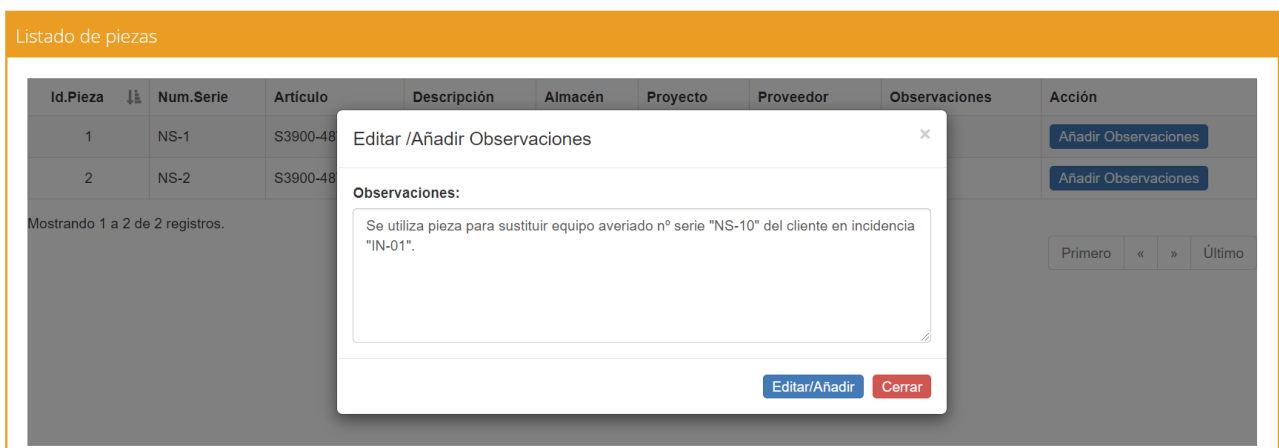 Listado de piezas
Id.Pieza Num.Serie Artículo Descripción Almacén Proyecto Proveedor Observaciones Acción
1 NS-1 S3900-48 Añadir Observaciones
2 NS-2 S3900-48 Añadir Observaciones
Editar /Añadir Observaciones ×
Observaciones:
Se utiliza pieza para sustituir equipo averiado nº serie "NS-10" del cliente en incidencia
"IN-01".
Editar/Añadir Cerrar
Mostrando 1 a 2 de 2 registros.
Primero « » Último